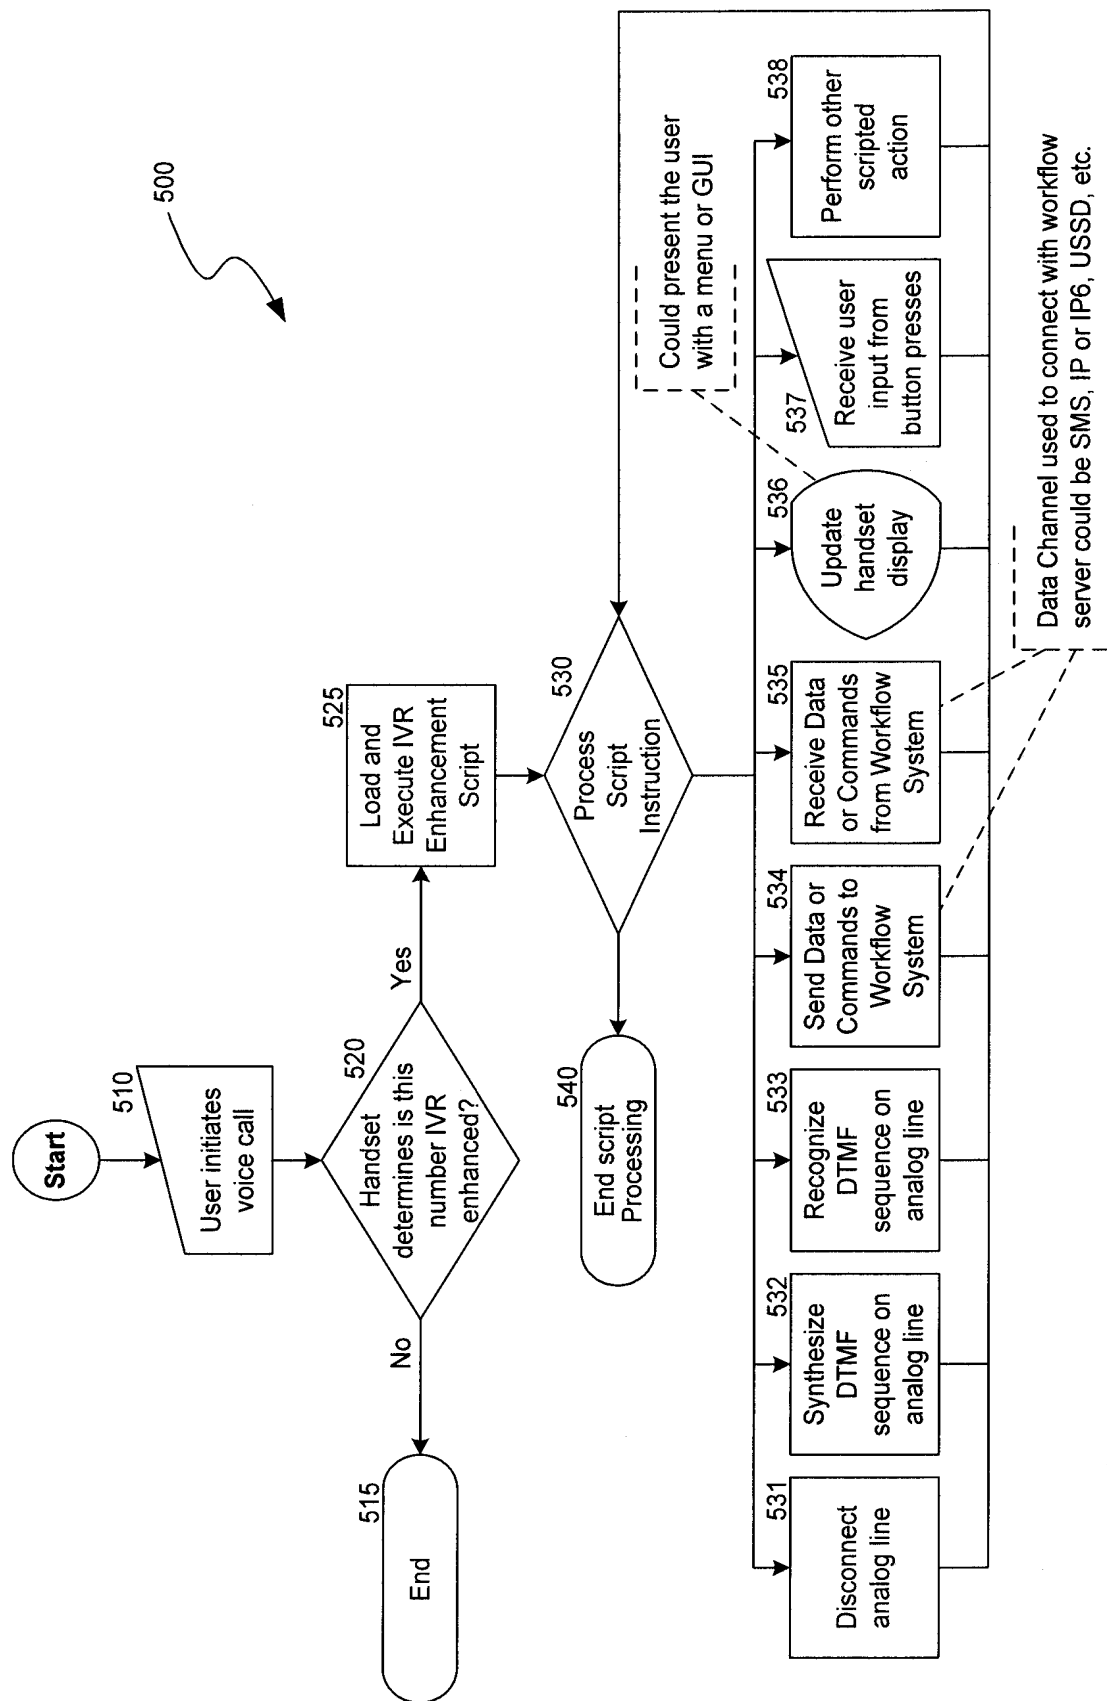 500
Start
510
User initiates
voice call
520
Handset
determines is this
number IVR
enhanced?
No
Yes
515
End
525
Load and
Execute IVR
Enhancement
Script
530
Process
Script
Instruction
540
End script
Processing
531
Disconnect
analog line
532
Synthesize
DTMF
sequence on
analog line
533
Recognize
DTMF
sequence on
analog line
534
Send Data or
Commands to
Workflow
System
535
Receive Data
or Commands
from Workflow
System
536
Update
handset
display
Could present the user
with a menu or GUI
537
Receive user
input from
button presses
538
Perform other
scripted
action
Data Channel used to connect with workflow
server could be SMS, IP or IP6, USSD, etc.